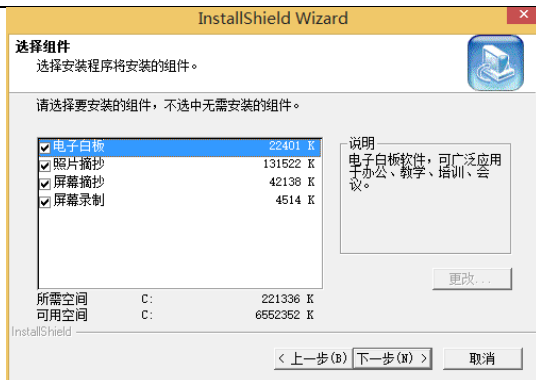 InstallShield Wizard
选择组件
选择安装程序将安装的组件。
请选择要安装的组件，不选中无需安装的组件。
电子白板 22401 K
照片摘抄 131522 K
屏幕摘抄 42138 K
屏幕录制 4514 K
说明
电子白板软件，可广泛应用
于办公、教学、培训、会
议。
更改...
所需空间 C: 221336 K
可用空间 C: 6552352 K
InstallShield
< 上一步(B) 下一步(N) > 取消